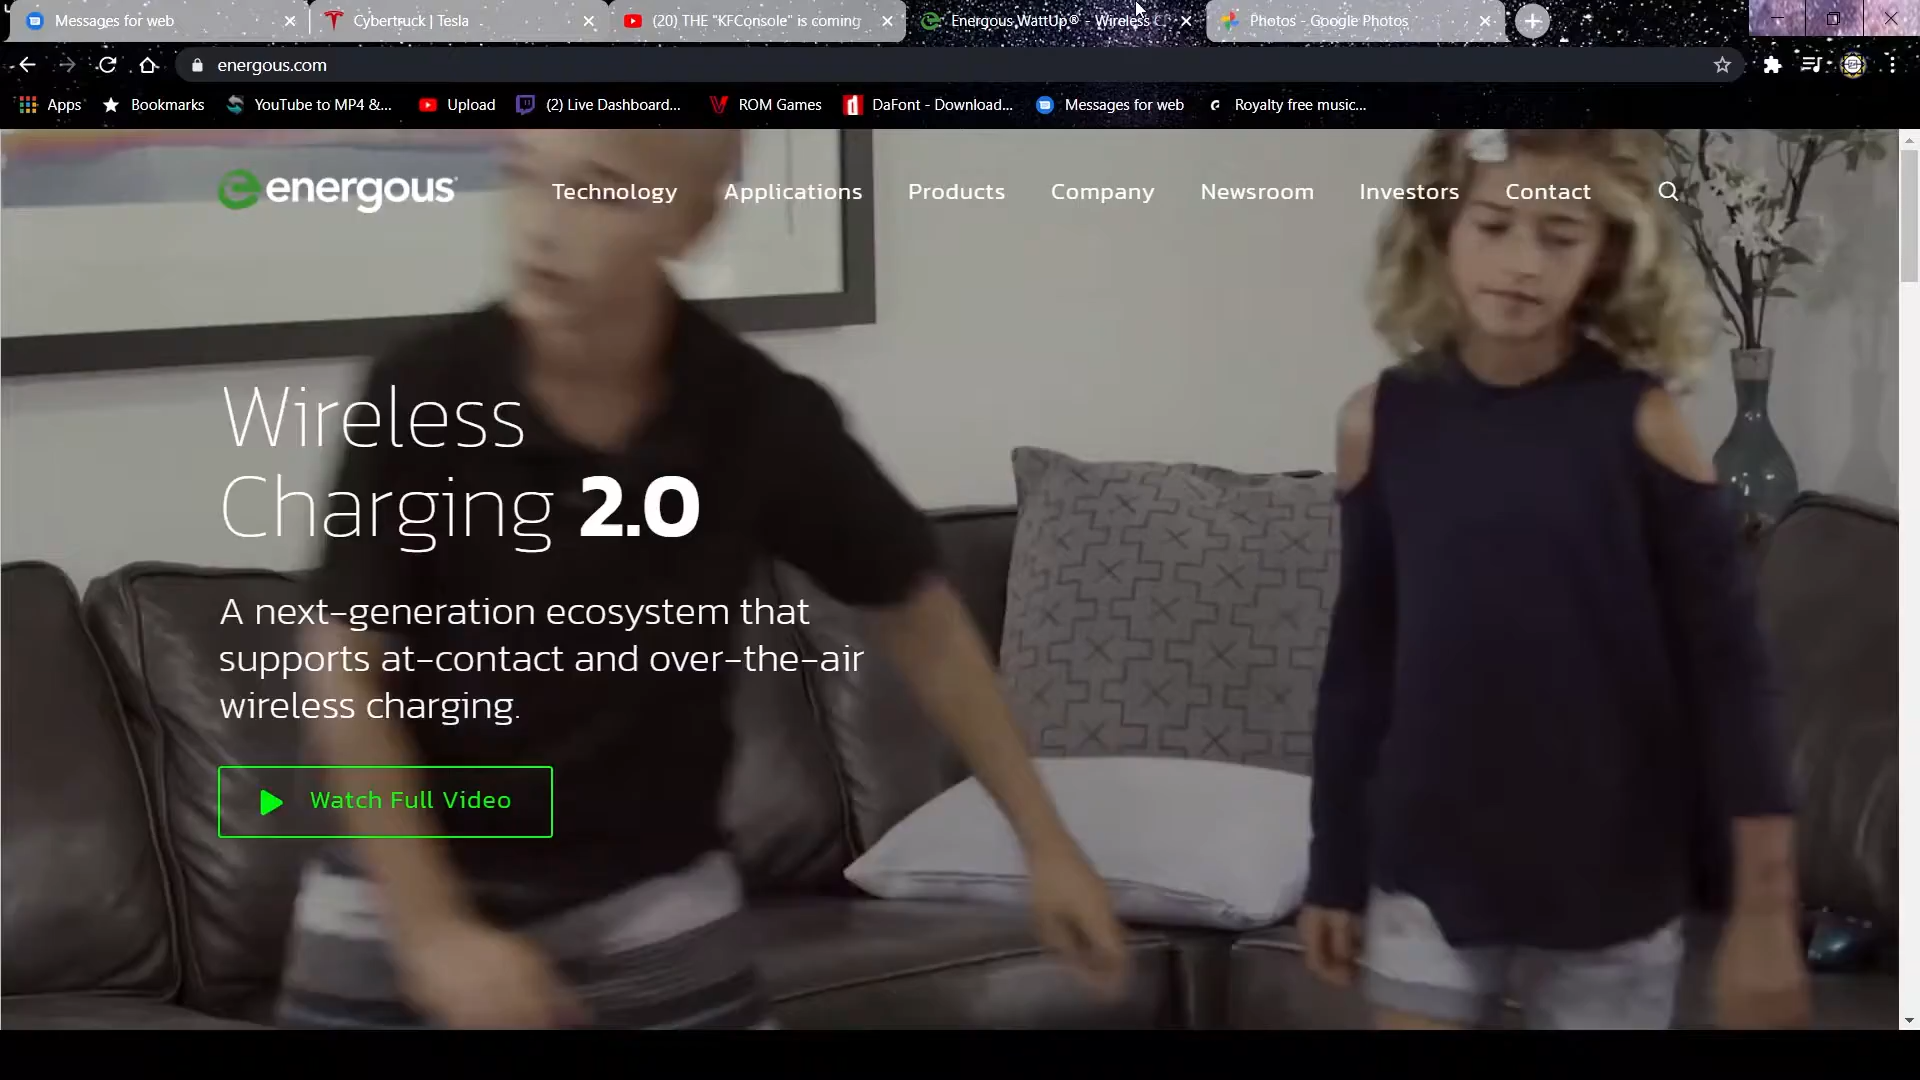 Messages for web
Cybertruck | Tesla
(20) THE "KFConsole" is coming
Energous WattUp® - Wireless C
Photos - Google Photos
energous.com
Apps
Bookmarks
YouTube to MP4 &...
Upload
(2) Live Dashboard...
ROM Games
DaFont - Download...
Messages for web
Royalty free music...
energous
Technology
Applications
Products
Company
Newsroom
Investors
Contact
Wireless
Charging 2.0
A next-generation ecosystem that
supports at-contact and over-the-air
wireless charging.
Watch Full Video